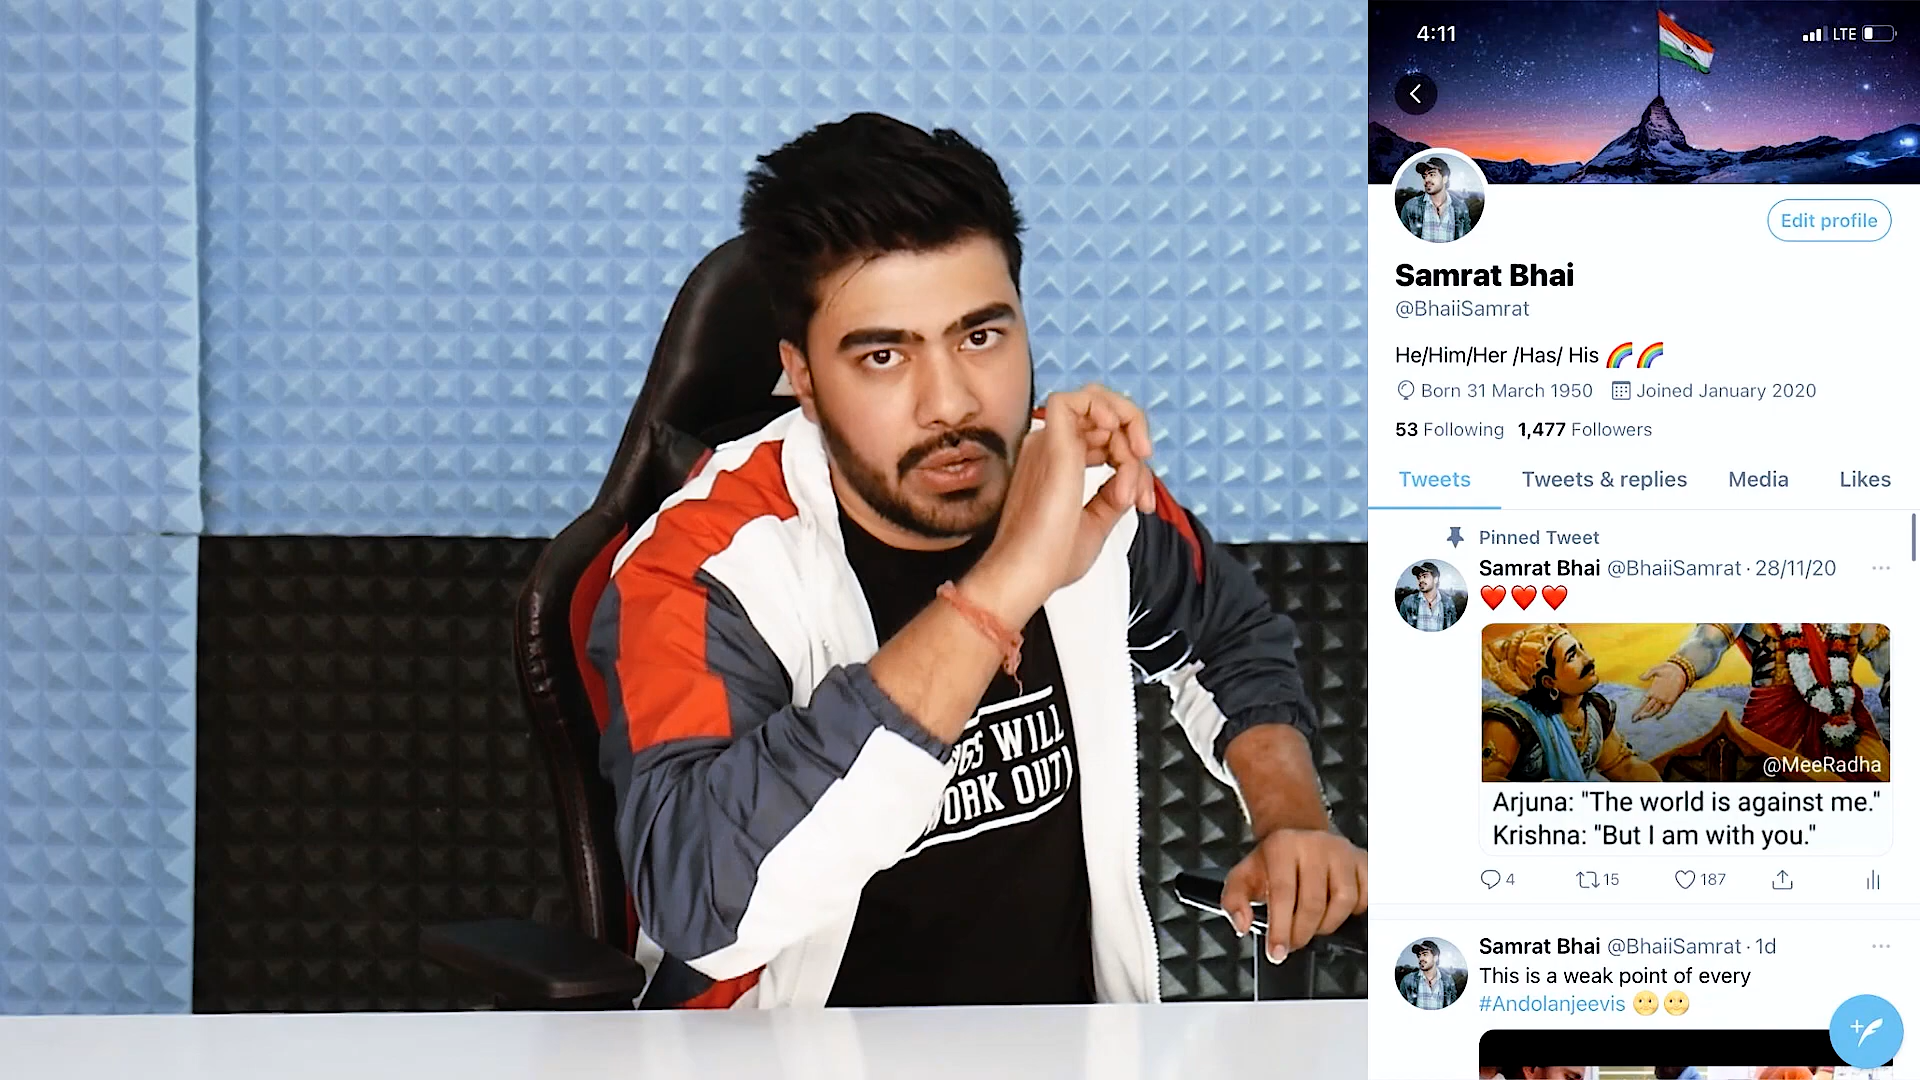 GS WILL
WORK OUT)
4:11
LTE
Edit profile
Samrat Bhai
@BhaiiSamrat
He/Him/Her /Has/ His 🌈🌈
Born 31 March 1950 Joined January 2020
53 Following 1,477 Followers
Tweets Tweets & replies Media Likes
Pinned Tweet
Samrat Bhai @BhaiiSamrat · 28/11/20 ...
❤️❤️❤️
@MeeRadha
Arjuna: "The world is against me."
Krishna: "But I am with you."
4 15 187
Samrat Bhai @BhaiiSamrat · 1d ...
This is a weak point of every
#Andolanjeevis 🌝🌝